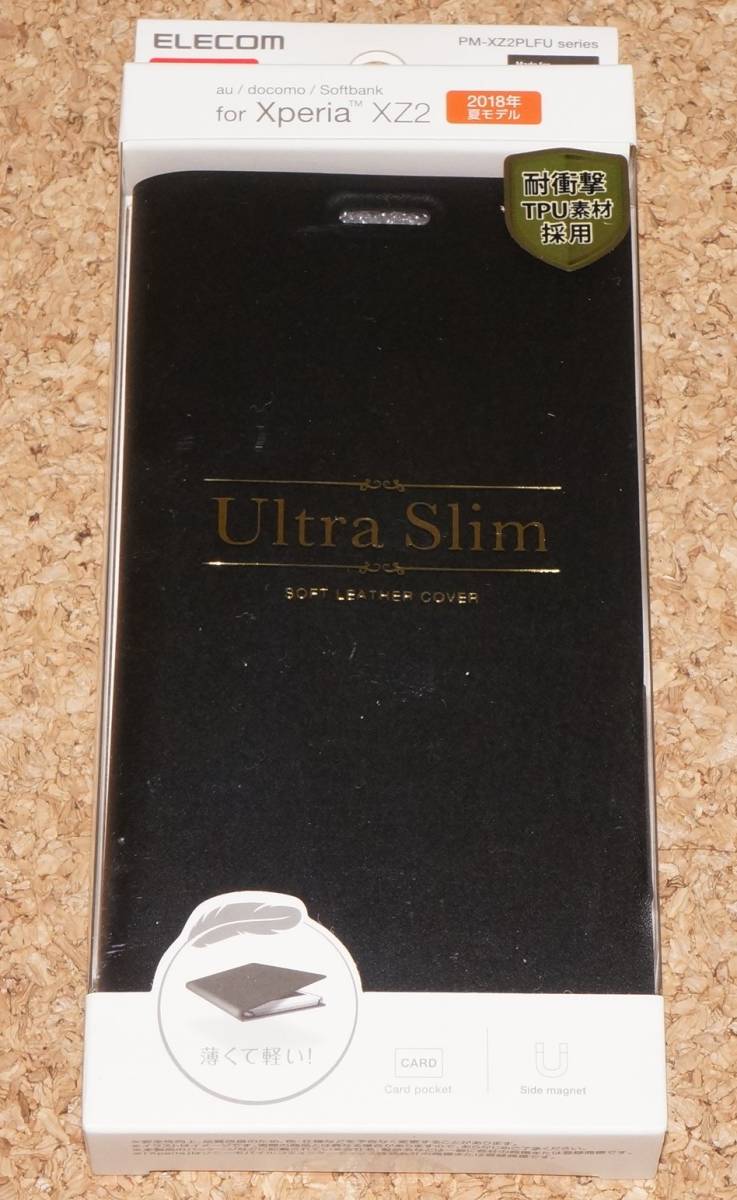 ELECOM
PM-XZ2PLFU series
Made for
au / docomo / Softbank
for Xperia™ XZ2
2018年
夏モデル
耐衝撃
TPU素材
採用
Ultra Slim
SOFT LEATHER COVER
薄くて軽い!
CARD
Card pocket
Side magnet